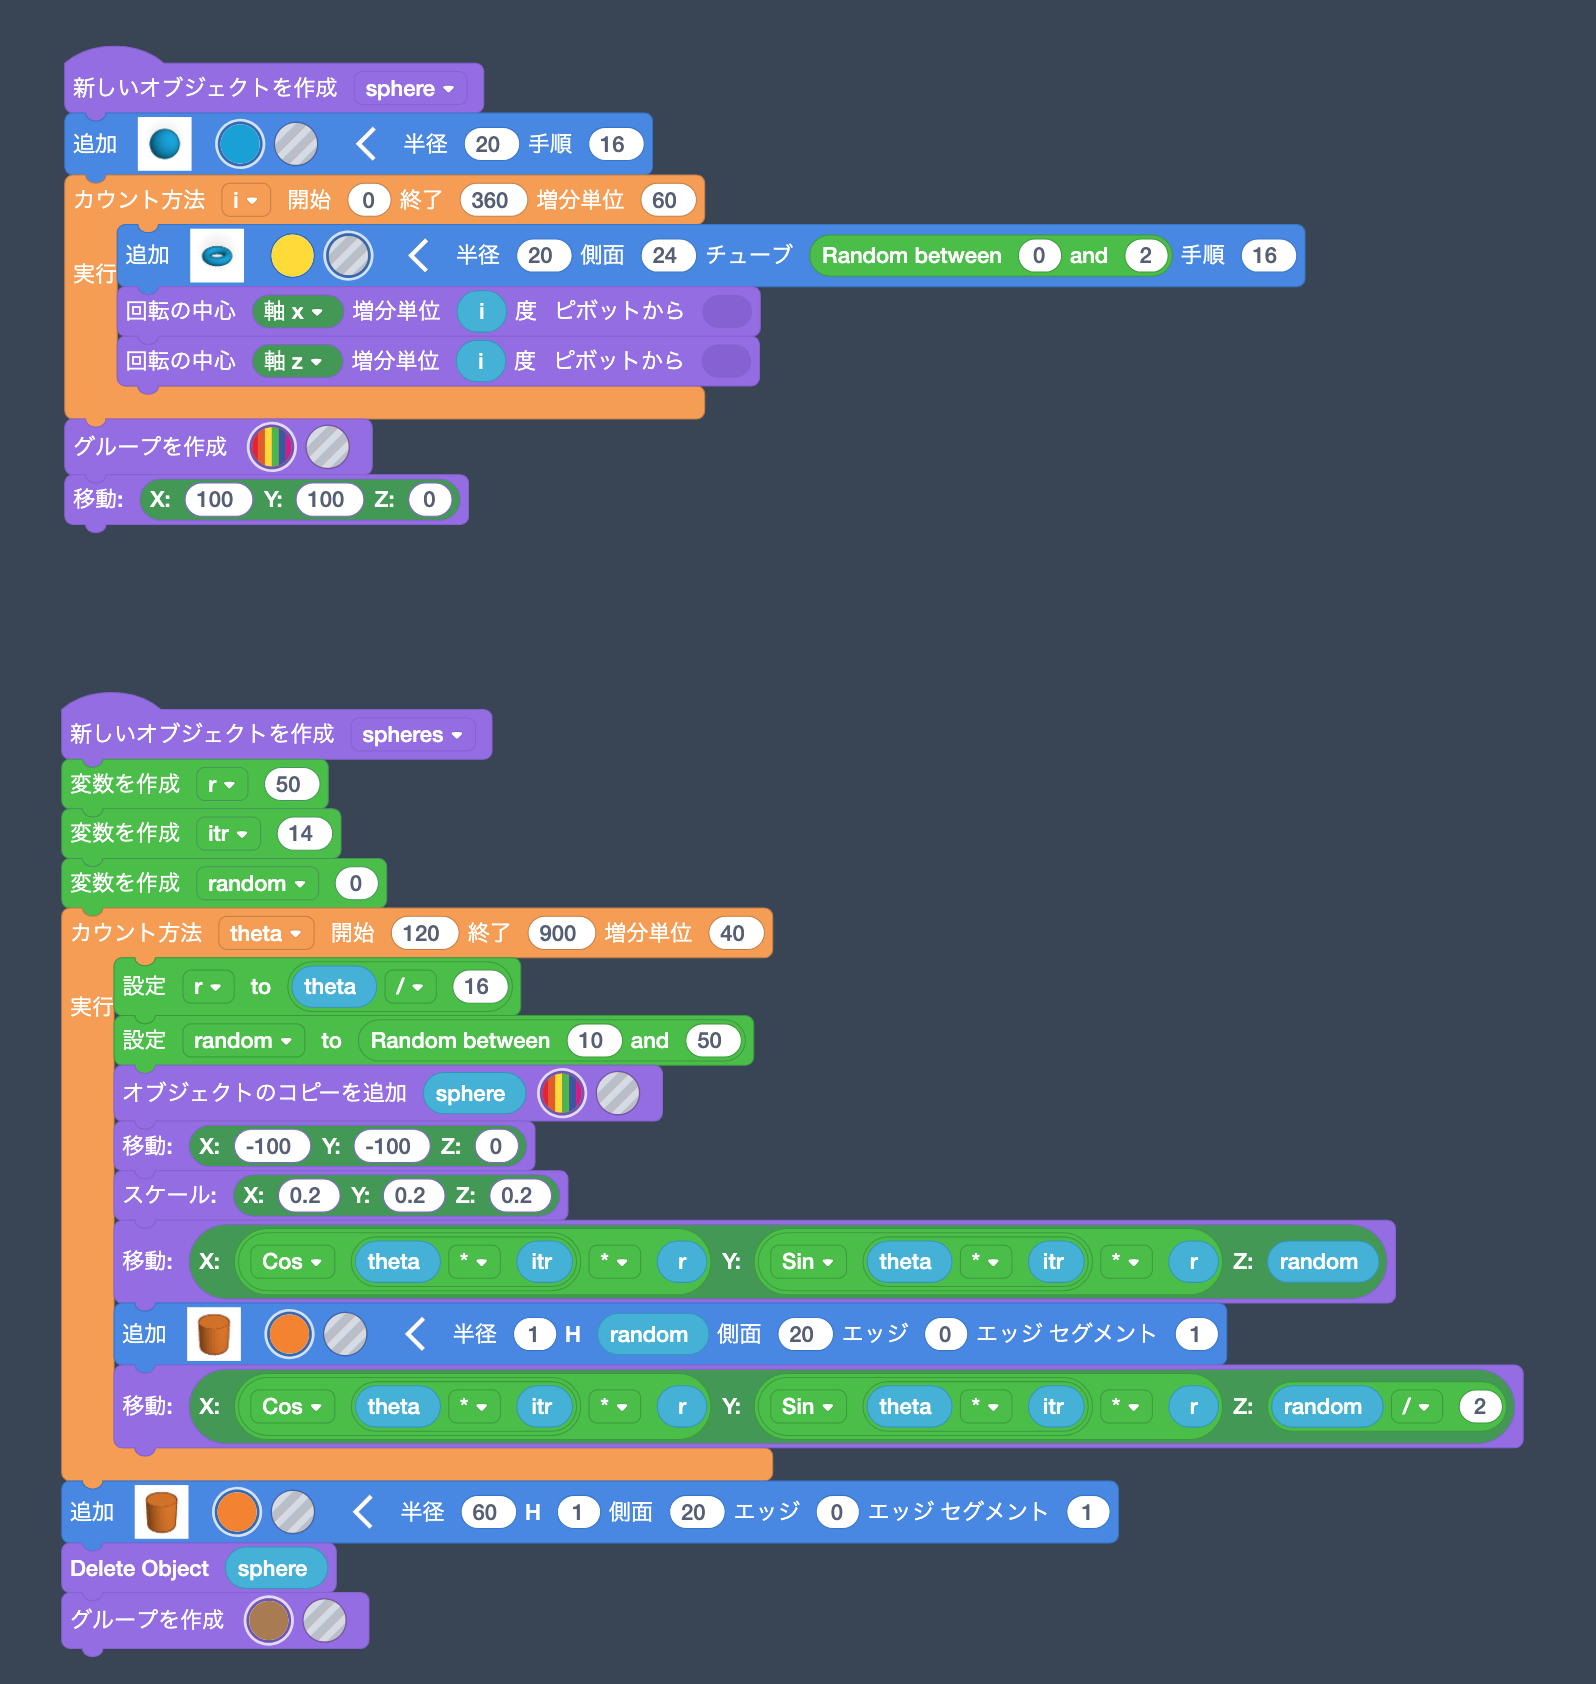 新しいオブジェクトを作成 sphere
追加 半径 20 手順 16
カウント方法 i 開始 0 終了 360 増分単位 60
追加 半径 20 側面 24 チューブ Random between 0 and 2 手順 16
実行
回転の中心 軸 x 増分単位 i 度 ピボットから
回転の中心 軸 z 増分単位 i 度 ピボットから
グループを作成
移動: X: 100 Y: 100 Z: 0
新しいオブジェクトを作成 spheres
変数を作成 r 50
変数を作成 itr 14
変数を作成 random 0
カウント方法 theta 開始 120 終了 900 増分単位 40
設定 r to theta / 16
実行
設定 random to Random between 10 and 50
オブジェクトのコピーを追加 sphere
移動: X: -100 Y: -100 Z: 0
スケール: X: 0.2 Y: 0.2 Z: 0.2
移動: X: Cos theta * itr * r Y: Sin theta * itr * r Z: random
追加 半径 1 H random 側面 20 エッジ 0 エッジ セグメント 1
移動: X: Cos theta * itr * r Y: Sin theta * itr * r Z: random / 2
追加 半径 60 H 1 側面 20 エッジ 0 エッジ セグメント 1
Delete Object sphere
グループを作成